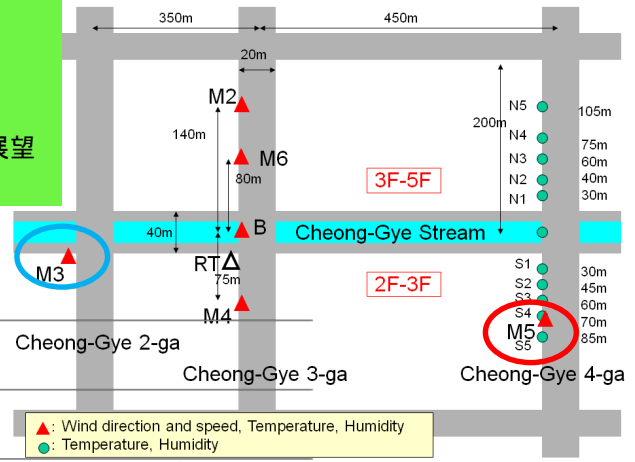 350m
450m
20m
M2
140m
M6
80m
展望
200m
N5
105m
N4
75m
N3
60m
3F-5F
N2
40m
N1
30m
40m
B
Cheong-Gye Stream
M3
RT
75m
M4
2F-3F
S1
30m
S2
45m
S3
60m
S4
70m
M5
S5
85m
Cheong-Gye 2-ga
Cheong-Gye 3-ga
Cheong-Gye 4-ga
: Wind direction and speed, Temperature, Humidity
: Temperature, Humidity